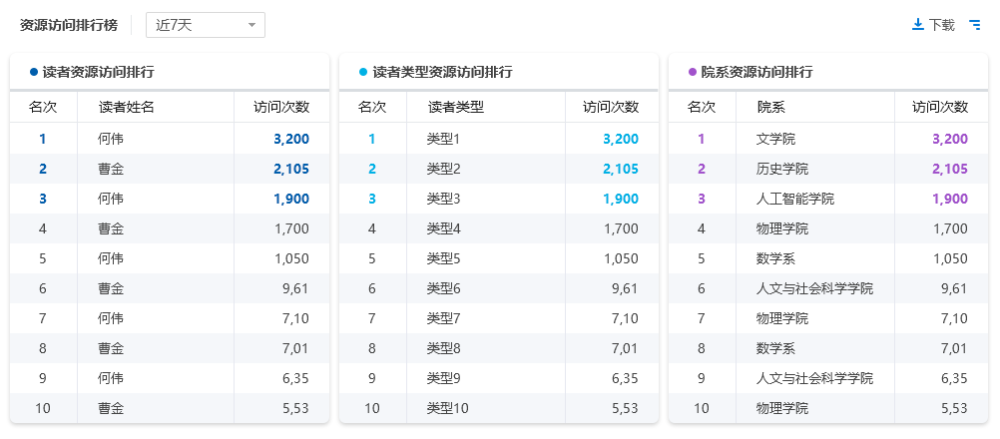 资源访问排行榜 近7天 下载
读者资源访问排行
名次 读者姓名 访问次数
1 何伟 3,200
2 曹金 2,105
3 何伟 1,900
4 曹金 1,700
5 何伟 1,050
6 曹金 9,61
7 何伟 7,10
8 曹金 7,01
9 何伟 6,35
10 曹金 5,53
读者类型资源访问排行
名次 读者类型 访问次数
1 类型1 3,200
2 类型2 2,105
3 类型3 1,900
4 类型4 1,700
5 类型5 1,050
6 类型6 9,61
7 类型7 7,10
8 类型8 7,01
9 类型9 6,35
10 类型10 5,53
院系资源访问排行
名次 院系 访问次数
1 文学院 3,200
2 历史学院 2,105
3 人工智能学院 1,900
4 物理学院 1,700
5 数学系 1,050
6 人文与社会科学学院 9,61
7 物理学院 7,10
8 数学系 7,01
9 人文与社会科学学院 6,35
10 物理学院 5,53